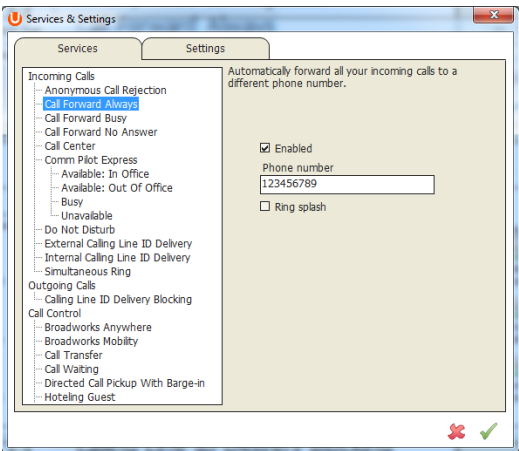 Services & Settings
Services
Settings
Incoming Calls
Anonymous Call Rejection
Call Forward Always
Call Forward Busy
Call Forward No Answer
Call Center
Comm Pilot Express
Available: In Office
Available: Out Of Office
Busy
Unavailable
Do Not Disturb
External Calling Line ID Delivery
Internal Calling Line ID Delivery
Simultaneous Ring
Outgoing Calls
Calling Line ID Delivery Blocking
Call Control
Broadworks Anywhere
Broadworks Mobility
Call Transfer
Call Waiting
Directed Call Pickup With Barge-in
Hoteling Guest
Automatically forward all your incoming calls to a
different phone number.
Enabled
Phone number
123456789
Ring splash